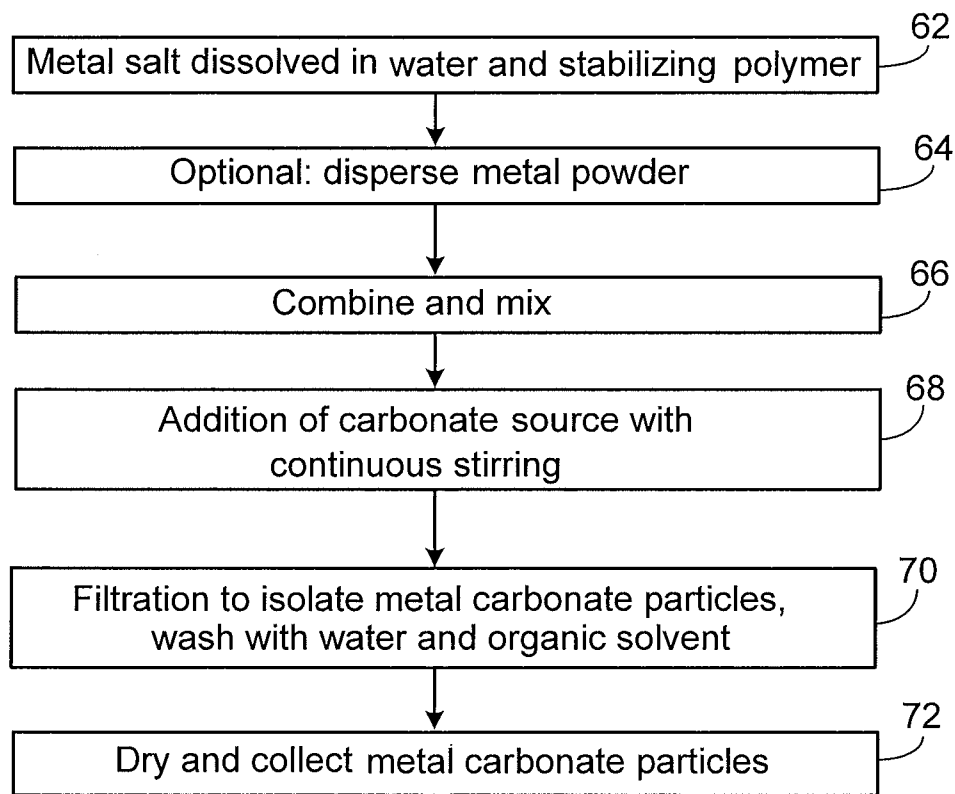 62
Metal salt dissolved in water and stabilizing polymer
64
Optional: disperse metal powder
66
Combine and mix
68
Addition of carbonate source with
continuous stirring
70
Filtration to isolate metal carbonate particles,
wash with water and organic solvent
72
Dry and collect metal carbonate particles